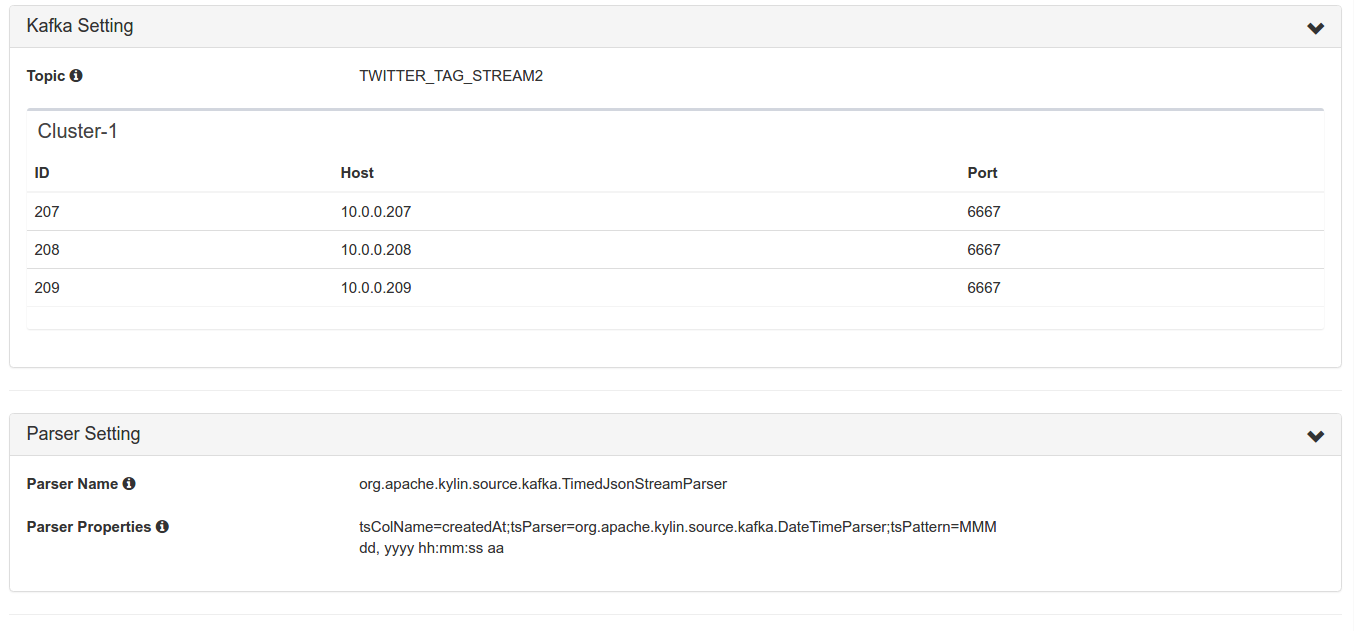 Kafka Setting
Topic TWITTER_TAG_STREAM2
Cluster-1
ID Host Port
207 10.0.0.207 6667
208 10.0.0.208 6667
209 10.0.0.209 6667
Parser Setting
Parser Name org.apache.kylin.source.kafka.TimedJsonStreamParser
Parser Properties tsColName=createdAt;tsParser=org.apache.kylin.source.kafka.DateTimeParser;tsPattern=MMM
dd, yyyy hh:mm:ss aa